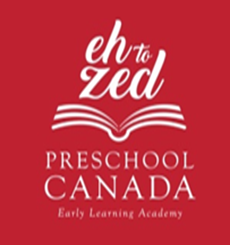 eh to
zed
PRESCHOOL
CANADA
Early Learning Academy